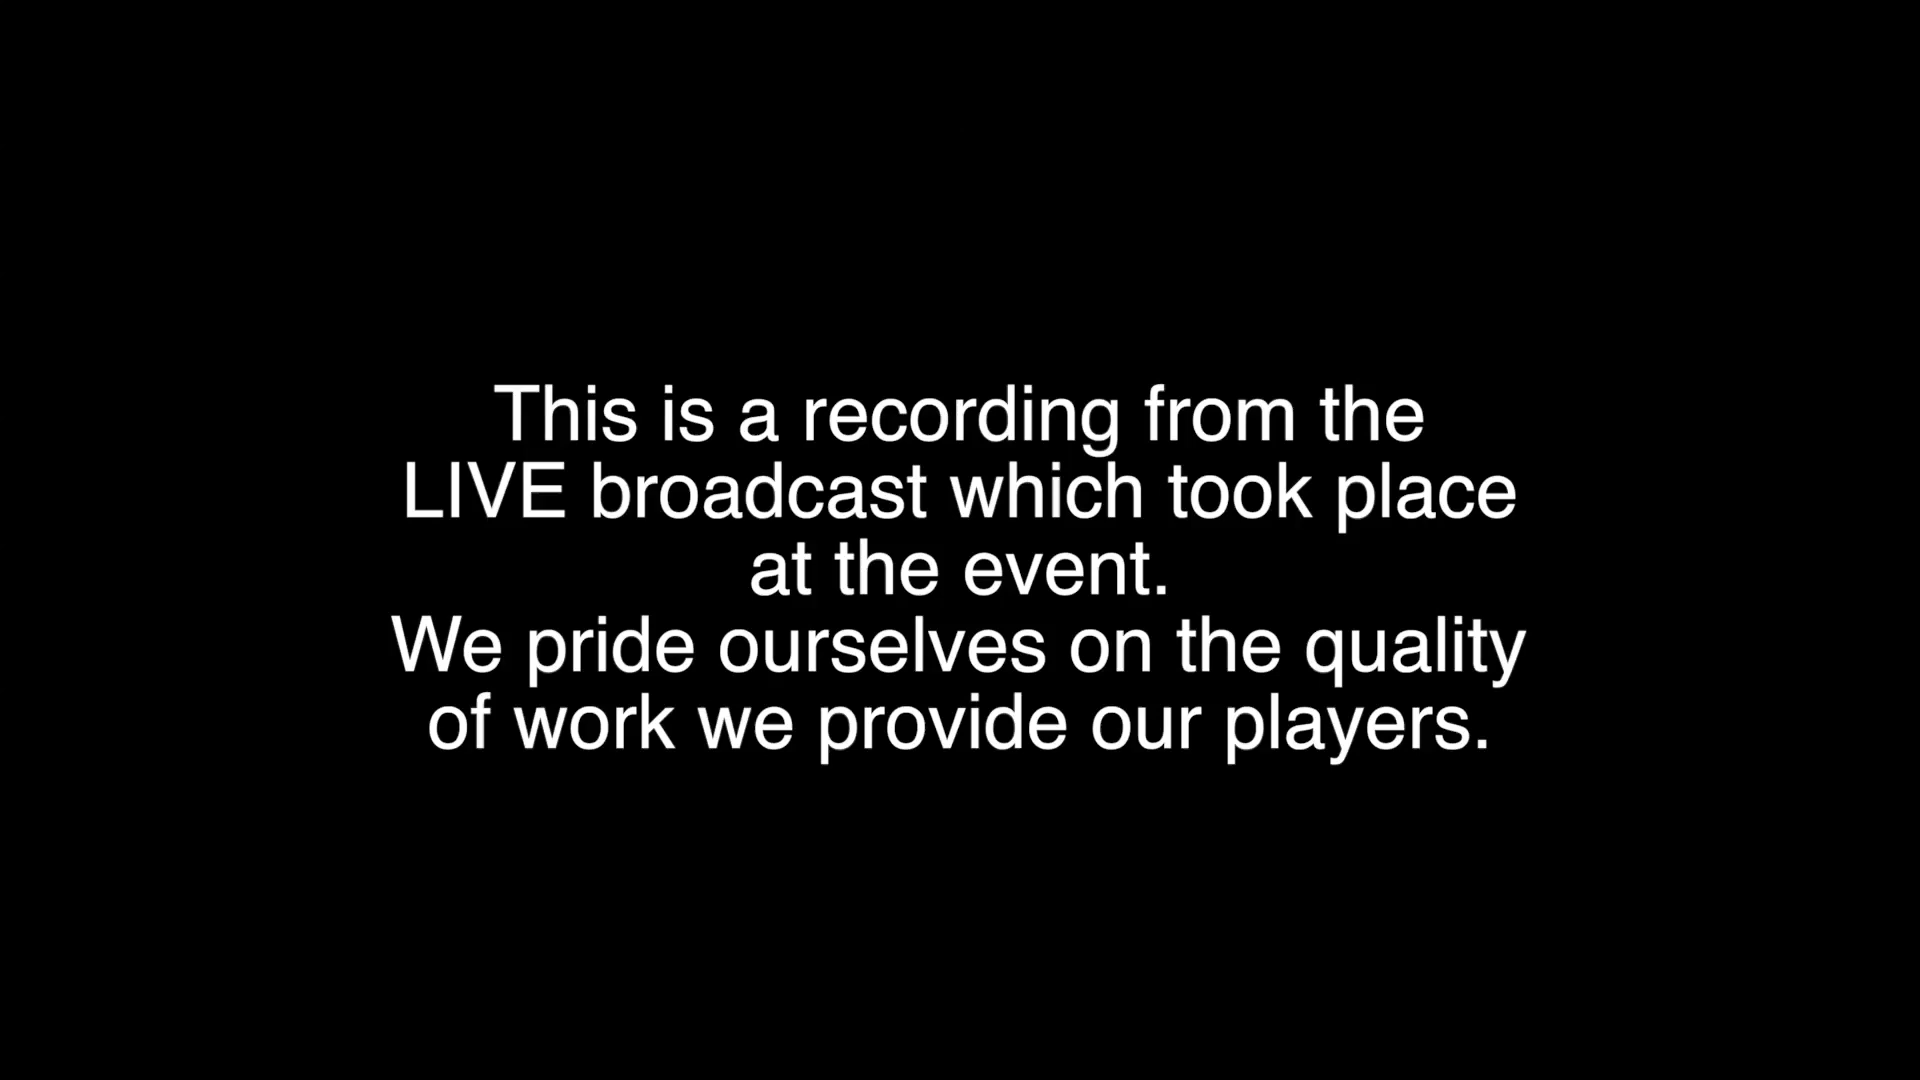 This is a recording from the
LIVE broadcast which took place
at the event.
We pride ourselves on the quality
of work we provide our players.